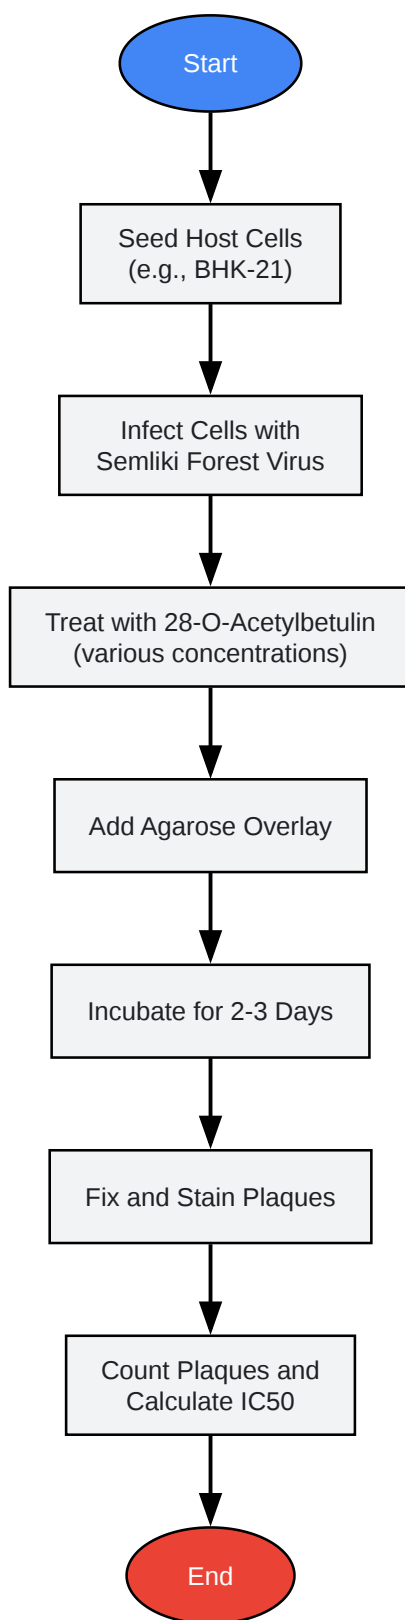 Start
Seed Host Cells
(e.g., BHK-21)
Infect Cells with
Semliki Forest Virus
Treat with 28-O-Acetylbetulin
(various concentrations)
Add Agarose Overlay
Incubate for 2-3 Days
Fix and Stain Plaques
Count Plaques and
Calculate IC50
End